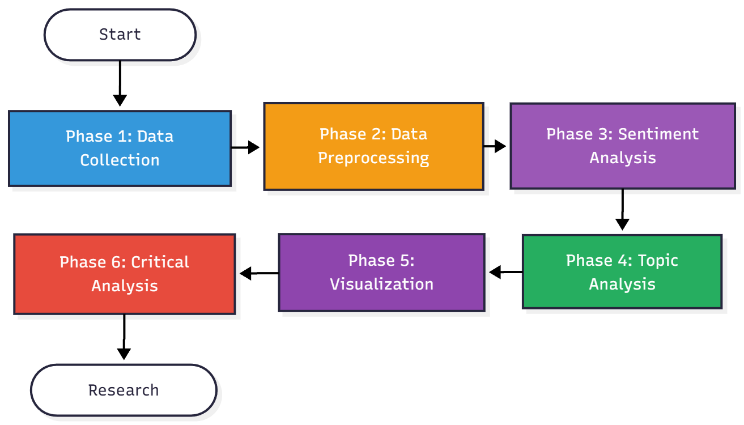 Start
Phase 1: Data
Collection
Phase 2: Data
Preprocessing
Phase 3: Sentiment
Analysis
Phase 4: Topic
Analysis
Phase 5:
Visualization
Phase 6: Critical
Analysis
Research